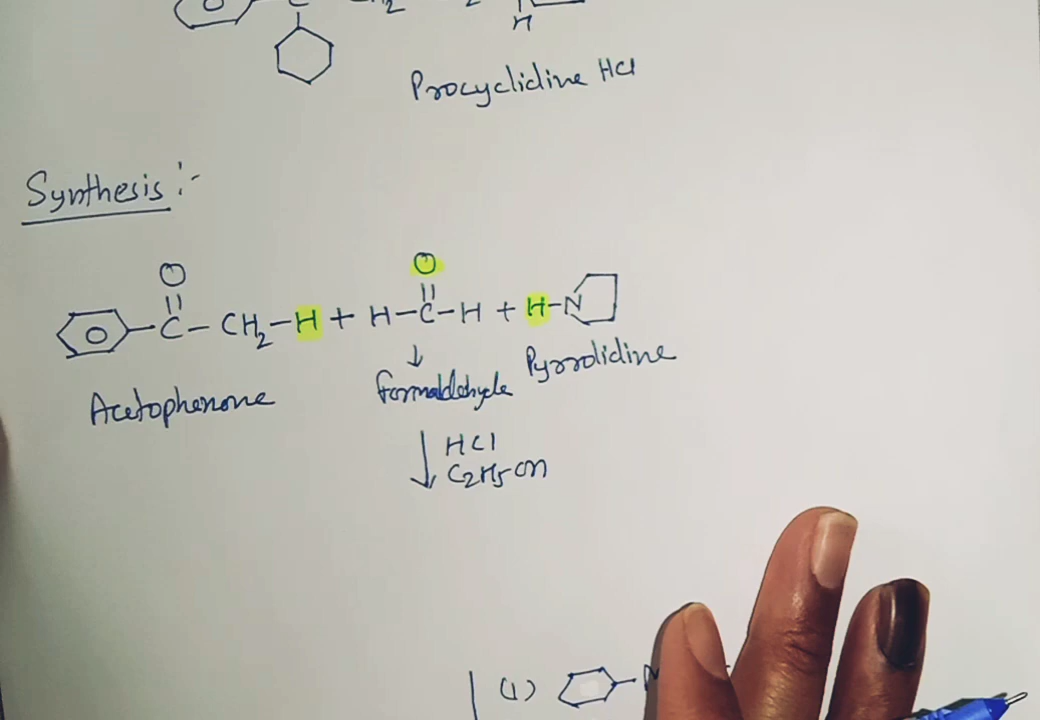 Procyclidine HCl
Synthesis :-
O O
C - CH2 - H + H - C - H + H - N
Acetophenone formaldehyde Pyrrolidine
HCl
C2H5OH
(1)